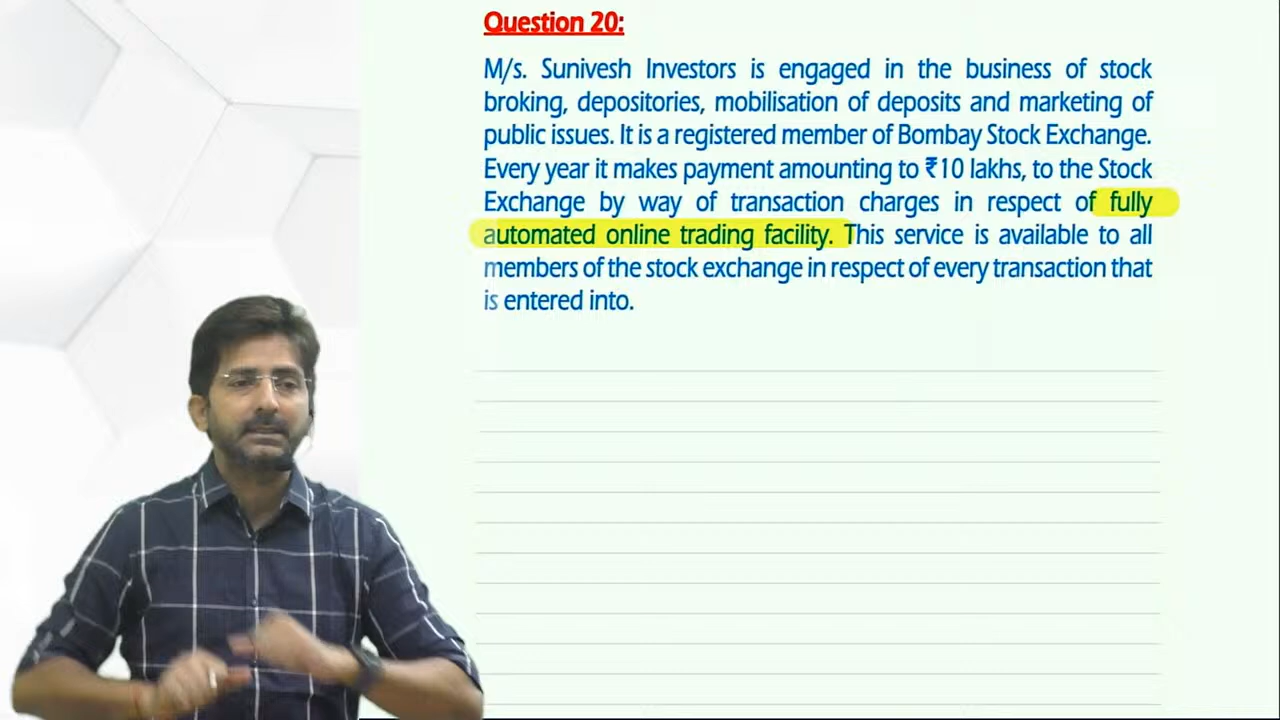 Question 20:
M/s. Sunivesh Investors is engaged in the business of stock
broking, depositories, mobilisation of deposits and marketing of
public issues. It is a registered member of Bombay Stock Exchange.
Every year it makes payment amounting to ₹10 lakhs, to the Stock
Exchange by way of transaction charges in respect of fully
automated online trading facility. This service is available to all
members of the stock exchange in respect of every transaction that
is entered into.